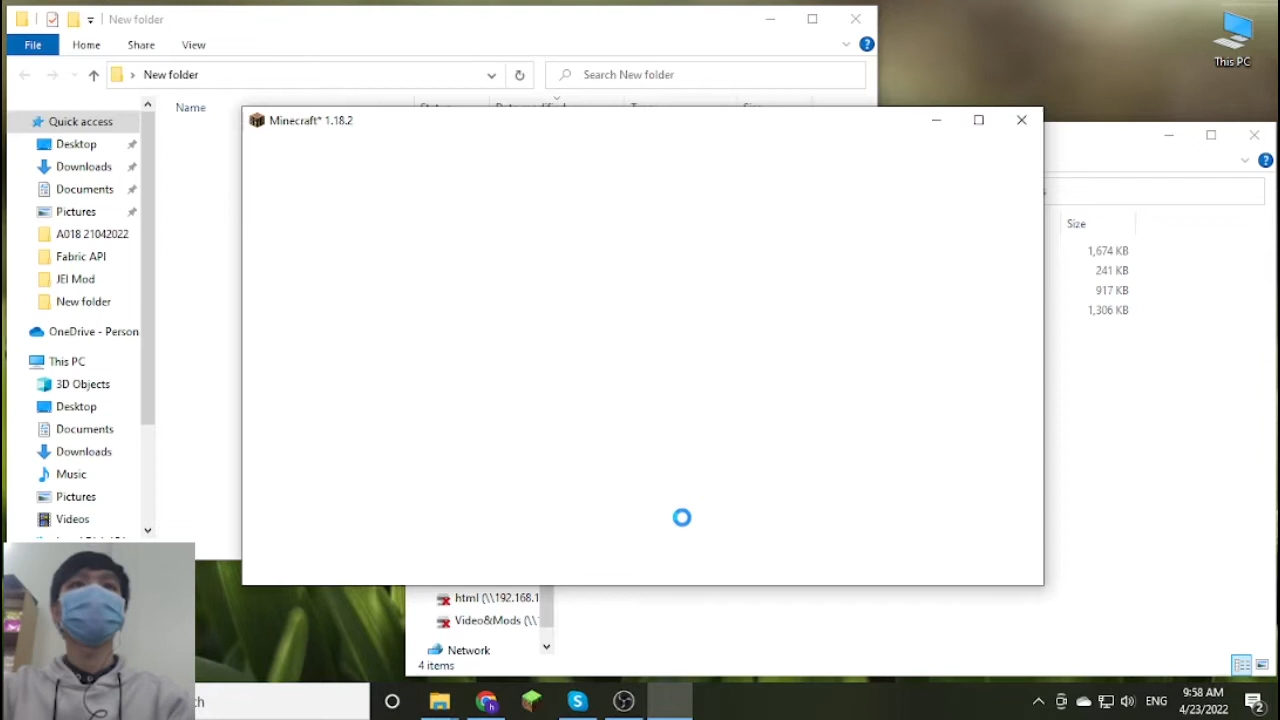 New folder
File
Home
Share
View
New folder
Search New folder
This PC
Name
Minecraft* 1.18.2
Quick access
Desktop
Downloads
Documents
Pictures
A018 21042022
Fabric API
JEI Mod
New folder
OneDrive - Person
This PC
3D Objects
Desktop
Documents
Downloads
Music
Pictures
Videos
Size
1,674 KB
241 KB
917 KB
1,306 KB
html (\\192.168.1
Video&Mods (\\
Network
4 items
ENG
9:58 AM
4/23/2022
2